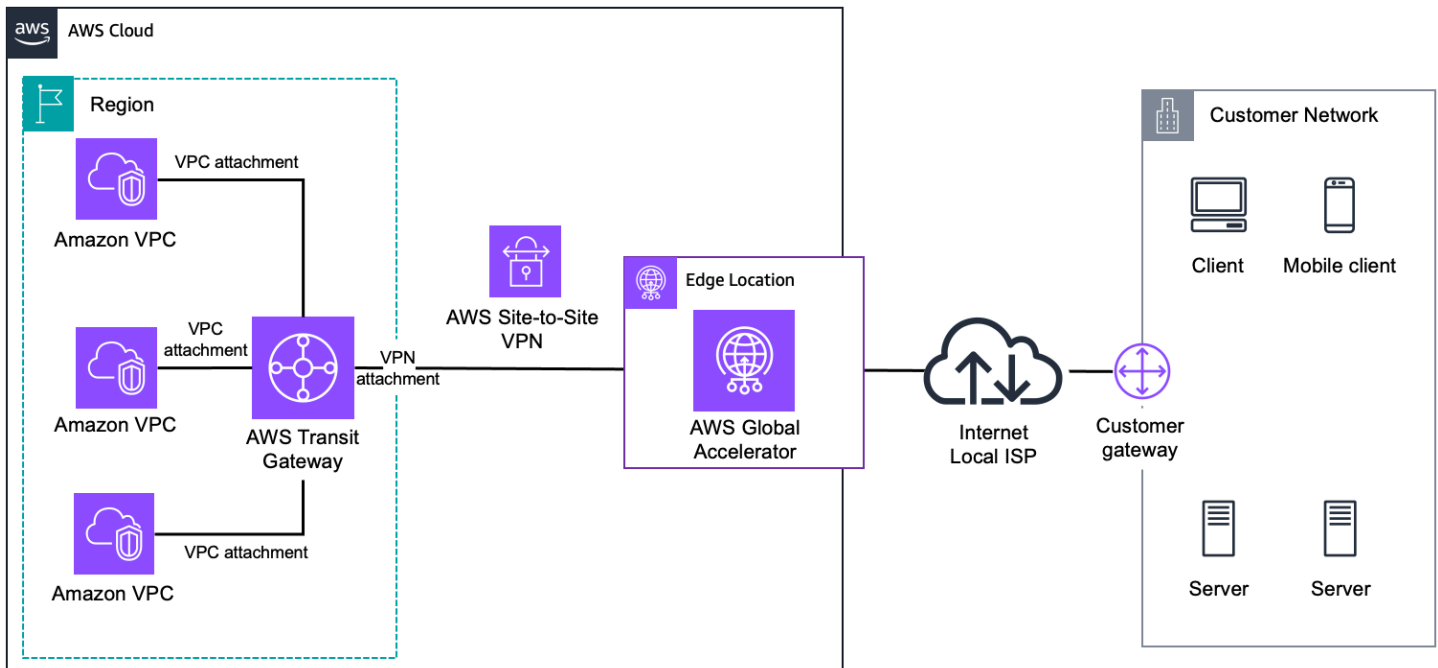 aws
AWS Cloud
Region
VPC attachment
Amazon VPC
VPC
attachment
Amazon VPC
AWS Transit
Gateway
VPN
attachment
VPC attachment
Amazon VPC
AWS Site-to-Site
VPN
Edge Location
AWS Global
Accelerator
Internet
Local ISP
Customer
gateway
Customer Network
Client
Mobile client
Server
Server